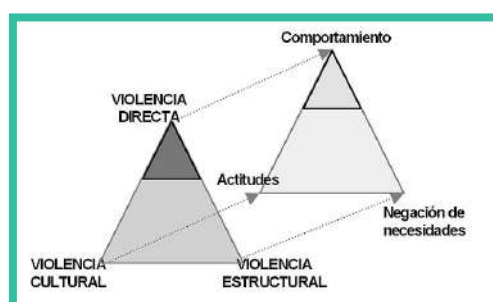 Comportamiento
VIOLENCIA
DIRECTA
Actitudes
Negación de
necesidades
VIOLENCIA
CULTURAL
VIOLENCIA
ESTRUCTURAL